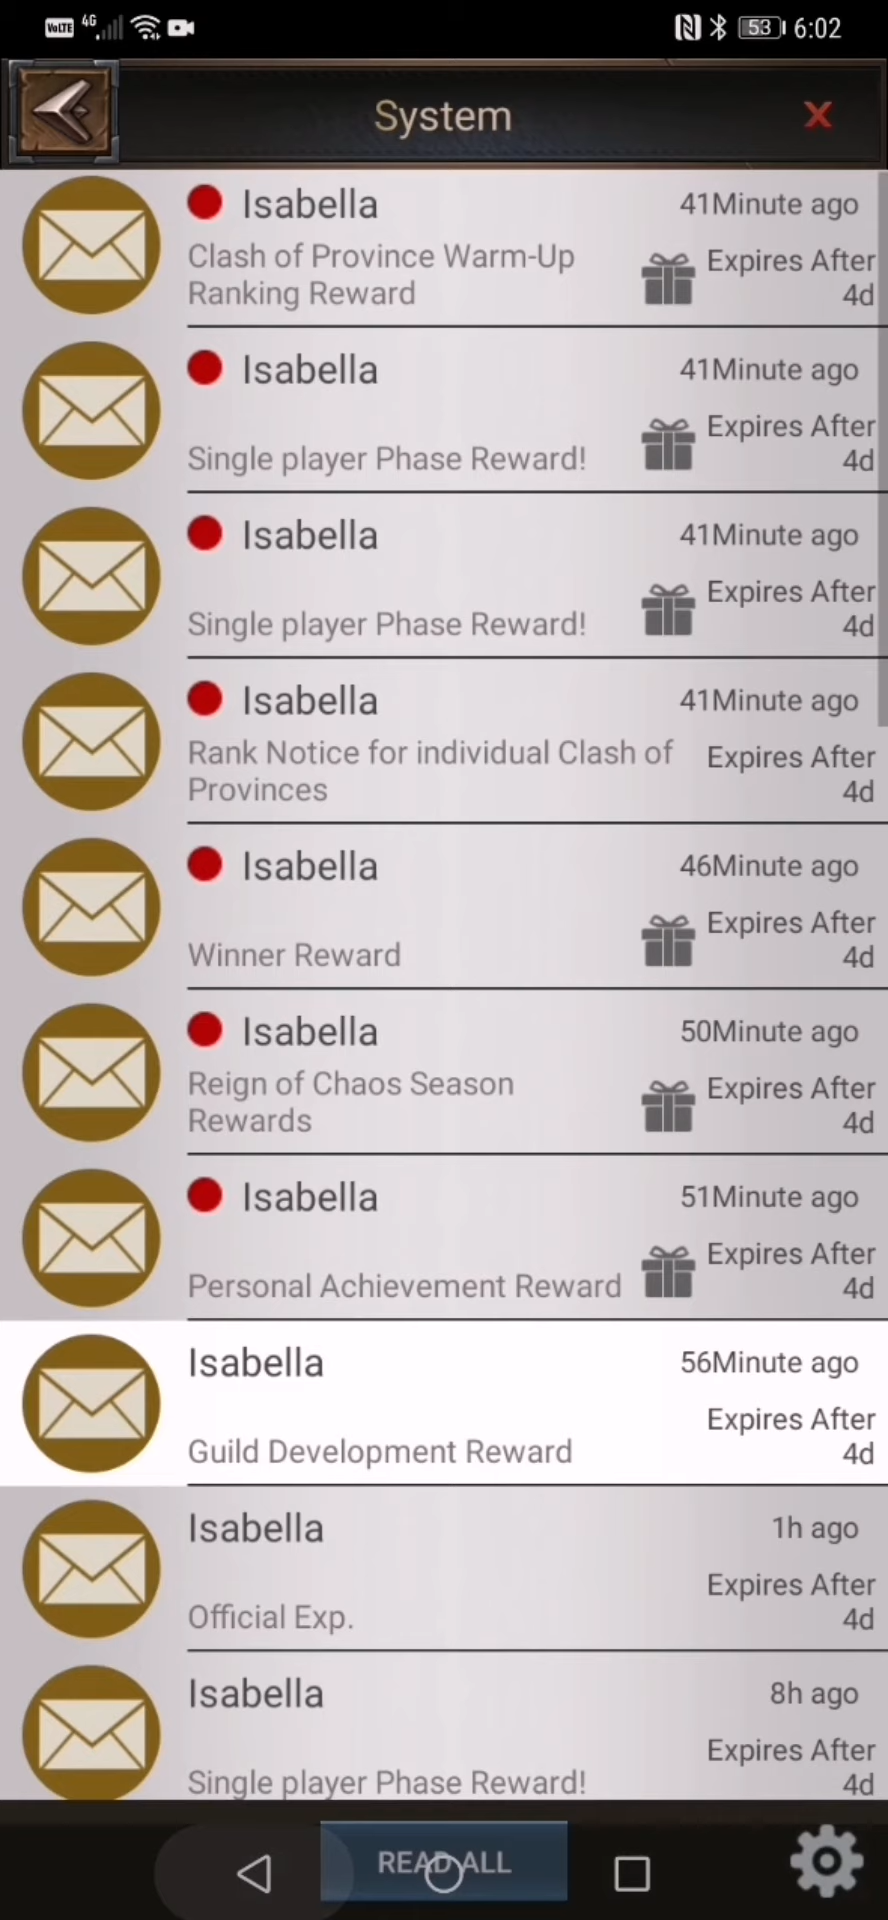 VoLTE 4G 53 6:02
System X
Isabella 41Minute ago
Clash of Province Warm-Up Expires After
Ranking Reward 4d
Isabella 41Minute ago
Expires After
Single player Phase Reward! 4d
Isabella 41Minute ago
Expires After
Single player Phase Reward! 4d
Isabella 41Minute ago
Rank Notice for individual Clash of Expires After
Provinces 4d
Isabella 46Minute ago
Expires After
Winner Reward 4d
Isabella 50Minute ago
Reign of Chaos Season Expires After
Rewards 4d
Isabella 51Minute ago
Expires After
Personal Achievement Reward 4d
Isabella 56Minute ago
Expires After
Guild Development Reward 4d
Isabella 1h ago
Expires After
Official Exp. 4d
Isabella 8h ago
Expires After
Single player Phase Reward! 4d
READ ALL